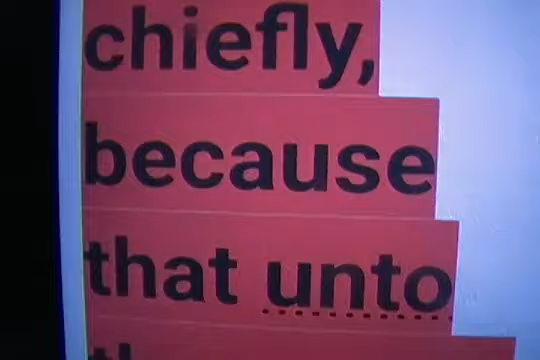 chiefly,
because
that unto